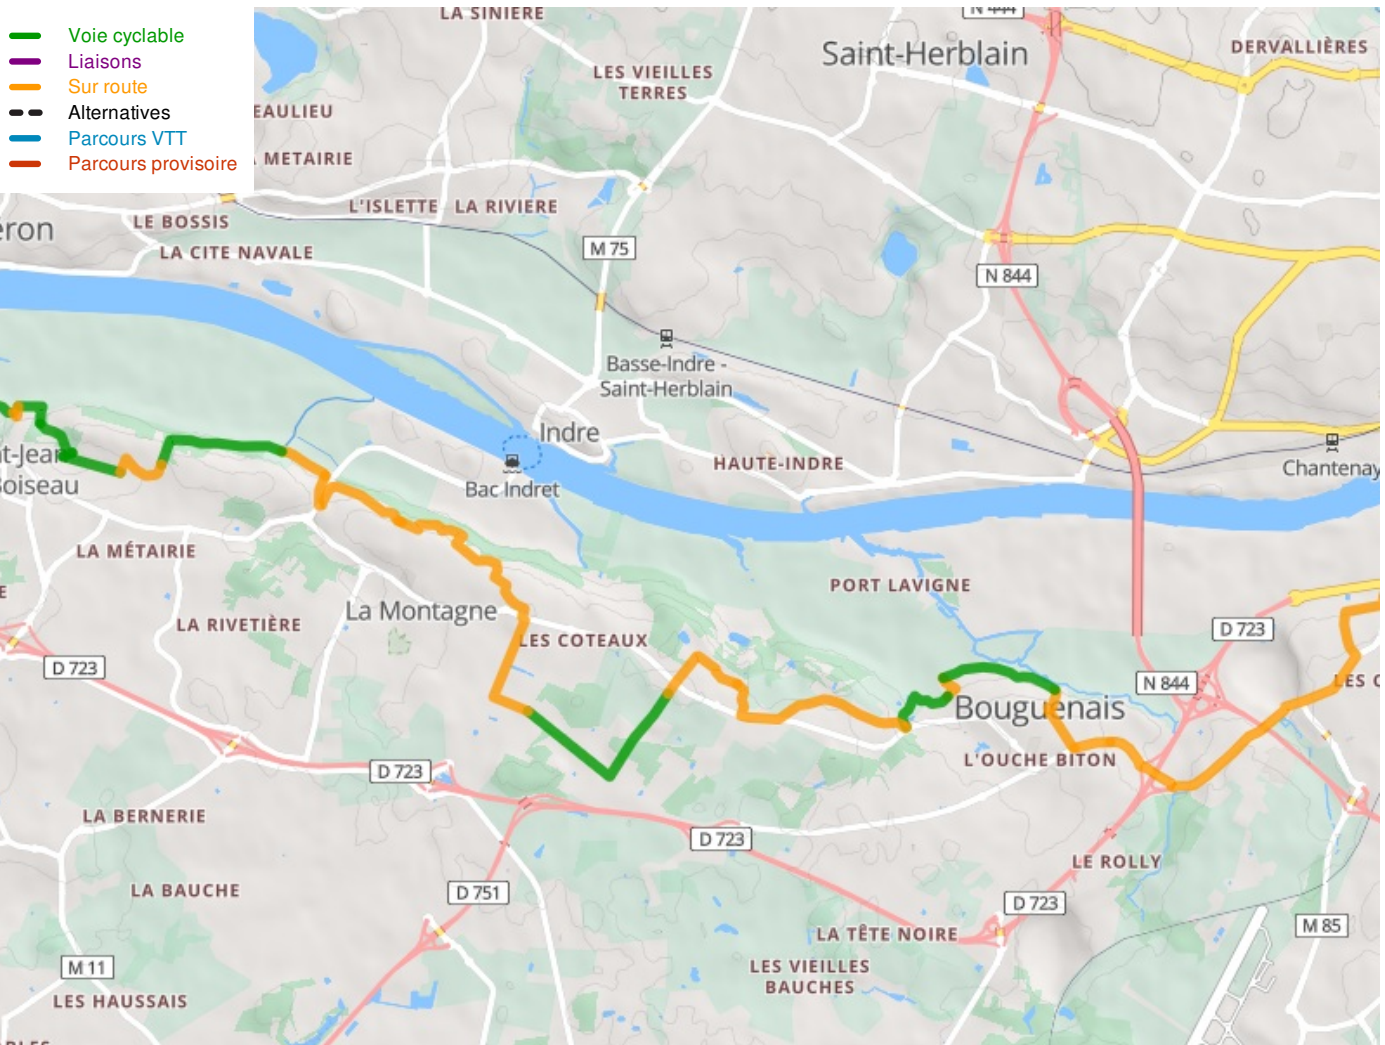 Voie cyclable
Liaisons
Sur route
Alternatives
Parcours VTT
Parcours provisoire
LA SINIERE
N 444
Saint-Herblain
DERVALLIÈRES
LES VIEILLES
TERRES
EAULIEU
METAIRIE
L'ISLETTE
LA RIVIERE
LE BOSSIS
eron
LA CITE NAVALE
M 75
N 844
Basse-Indre -
Saint-Herblain
Indre
HAUTE-INDRE
Chantenay
nt-Jean
Boiseau
Bac Indret
LA MÉTAIRIE
PORT LAVIGNE
E
La Montagne
LA RIVETIÈRE
LES COTEAUX
D 723
D 723
N 844
LES C
Bouguenais
L'OUCHE BITON
D 723
LA BERNERIE
D 723
LE ROLLY
LA BAUCHE
D 751
D 723
M 85
LA TÊTE NOIRE
M 11
LES VIEILLES
BAUCHES
LES HAUSSAIS